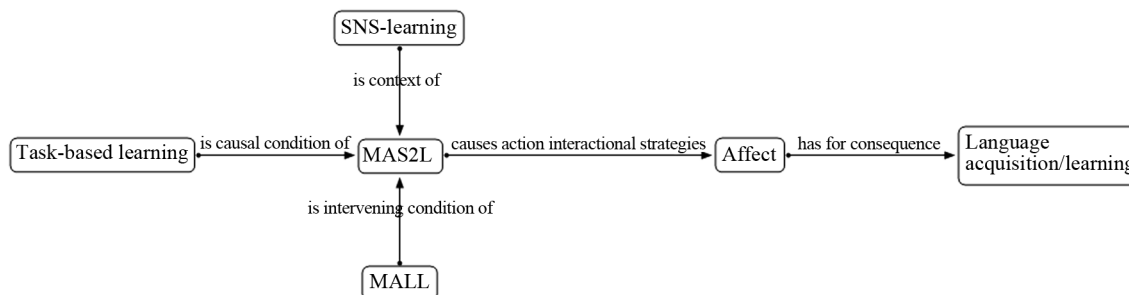 SNS-learning
is context of
Task-based learning
is causal condition of
MAS2L
causes action interactional strategies
Affect
has for consequence
Language
acquisition/learning
is intervening condition of
MALL